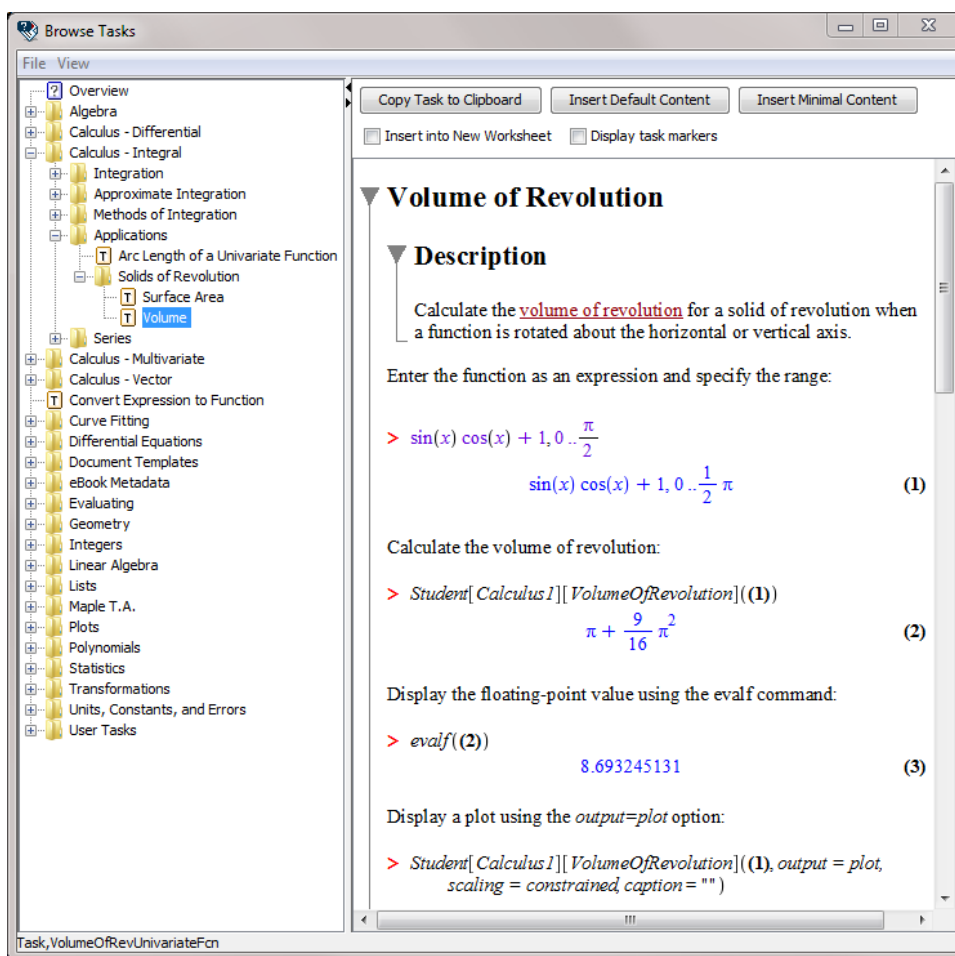 Browse Tasks
File View
Overview
Algebra
Calculus - Differential
Calculus - Integral
Integration
Approximate Integration
Methods of Integration
Applications
T Arc Length of a Univariate Function
Solids of Revolution
T Surface Area
T Volume
Series
Calculus - Multivariate
Calculus - Vector
T Convert Expression to Function
Curve Fitting
Differential Equations
Document Templates
eBook Metadata
Evaluating
Geometry
Integers
Linear Algebra
Lists
Maple T.A.
Plots
Polynomials
Statistics
Transformations
Units, Constants, and Errors
User Tasks
Copy Task to Clipboard Insert Default Content Insert Minimal Content
Insert into New Worksheet Display task markers
Volume of Revolution
Description
Calculate the volume of revolution for a solid of revolution when
a function is rotated about the horizontal or vertical axis.
Enter the function as an expression and specify the range:
> sin(x) cos(x) + 1, 0 .. π/2
sin(x) cos(x) + 1, 0 .. 1/2 π (1)
Calculate the volume of revolution:
> Student[Calculus1][VolumeOfRevolution]((1))
π + 9/16 π² (2)
Display the floating-point value using the evalf command:
> evalf((2))
8.693245131 (3)
Display a plot using the output=plot option:
> Student[Calculus1][VolumeOfRevolution]((1), output = plot,
scaling = constrained, caption = "")
Task,VolumeOfRevUnivariateFcn